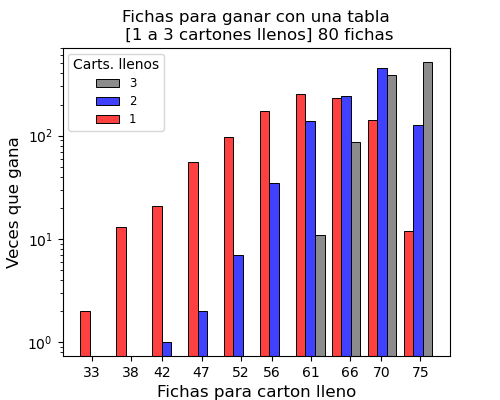 Fichas para ganar con una tabla
[1 a 3 cartones llenos] 80 fichas
Veces que gana
10²
10¹
10⁰
Carts. llenos
3
2
1
33 38 42 47 52 56 61 66 70 75
Fichas para carton lleno